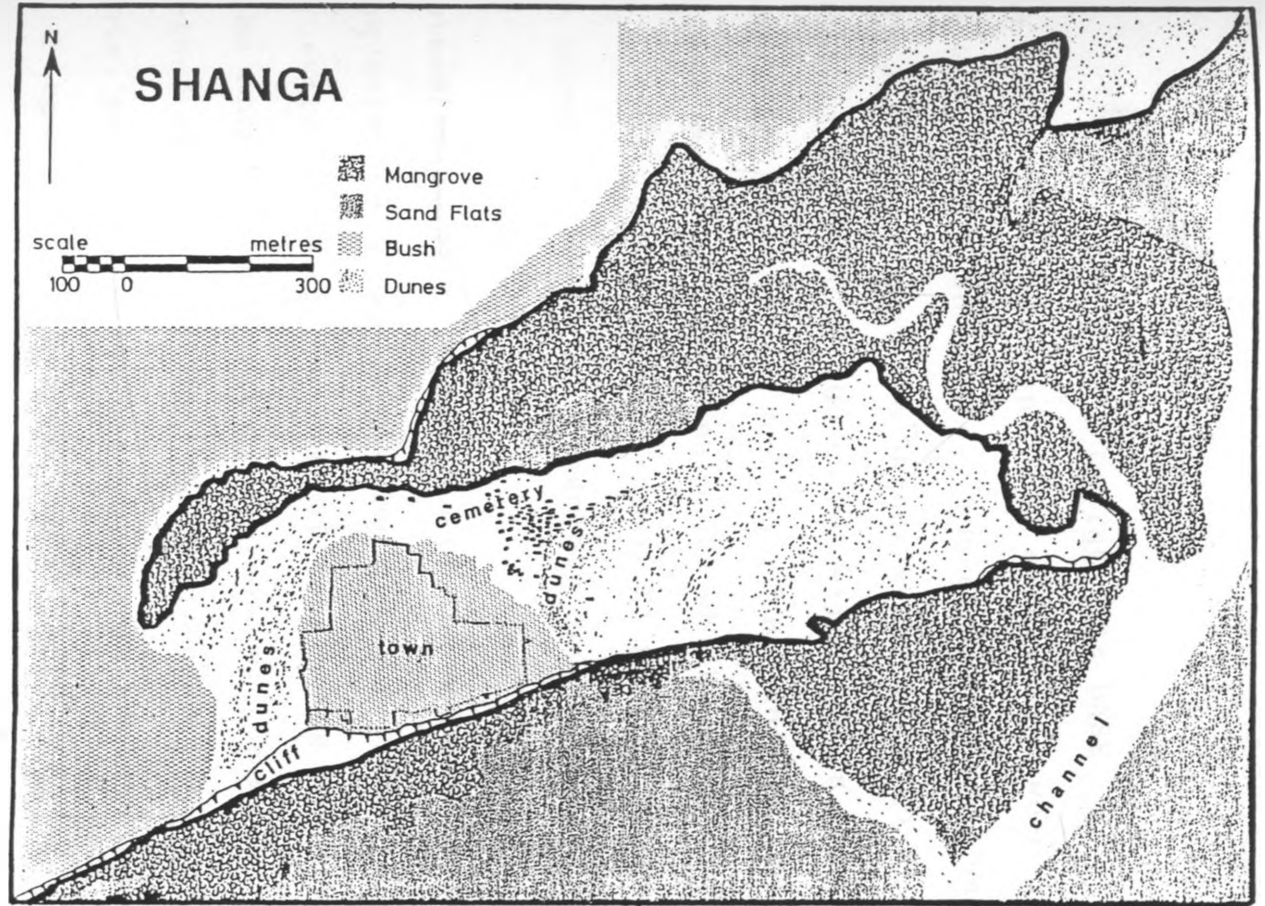 N
SHANGA
Mangrove
Sand Flats
Bush
Dunes
scale metres
100 0 300
cemetery
dunes
town
dunes
cliff
channel